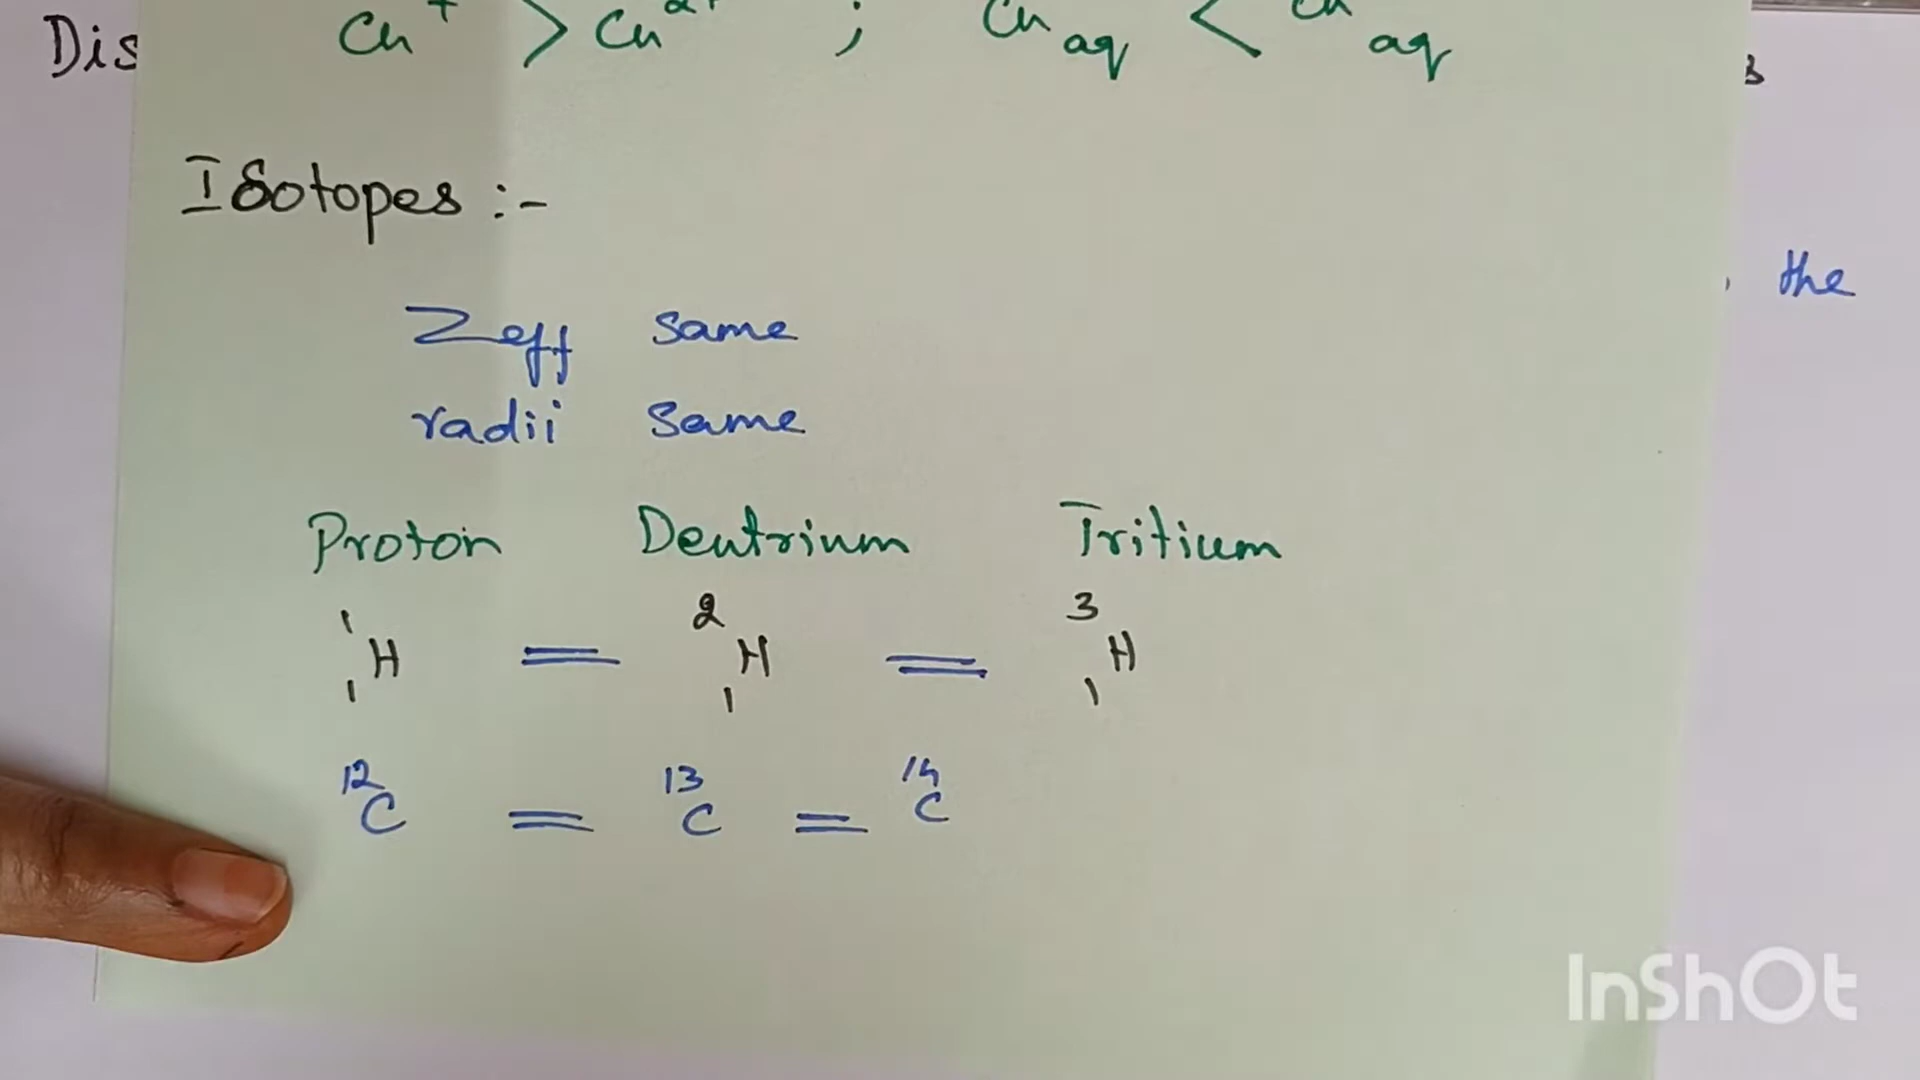 Dis
Cu⁺ > Cu²⁺ ; Cu aq < Cu aq
s
Isotopes :-
the
Zeff same
radii same
Proton Deutrium Tritium
¹₁H = ²₁H = ³₁H
¹²C = ¹³C = ¹⁴C
InShOt